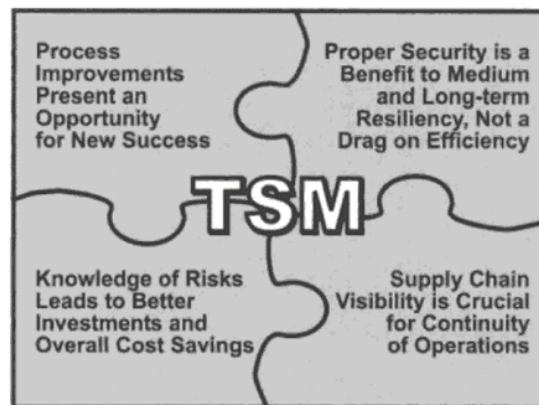 Process
Improvements
Present an
Opportunity
for New Success
Proper Security is a
Benefit to Medium
and Long-term
Resiliency, Not a
Drag on Efficiency
TSM
Knowledge of Risks
Leads to Better
Investments and
Overall Cost Savings
Supply Chain
Visibility is Crucial
for Continuity
of Operations